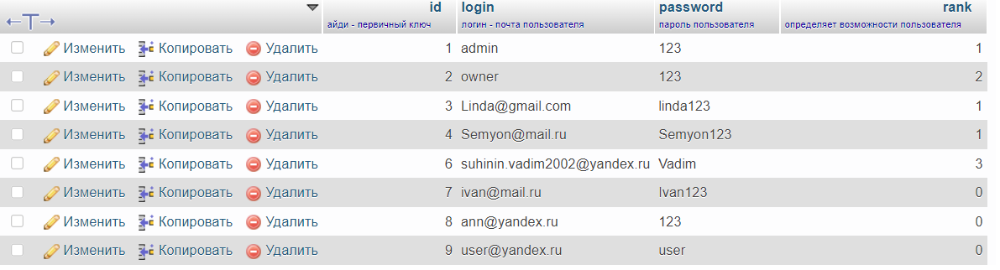 id login password rank
айди - первичный ключ логин - почта пользователя пароль пользователя определяет возможности пользователя
Изменить Копировать Удалить 1 admin 123 1
Изменить Копировать Удалить 2 owner 123 2
Изменить Копировать Удалить 3 Linda@gmail.com linda123 1
Изменить Копировать Удалить 4 Semyon@mail.ru Semyon123 1
Изменить Копировать Удалить 6 suhinin.vadim2002@yandex.ru Vadim 3
Изменить Копировать Удалить 7 ivan@mail.ru Ivan123 0
Изменить Копировать Удалить 8 ann@yandex.ru 123 0
Изменить Копировать Удалить 9 user@yandex.ru user 0